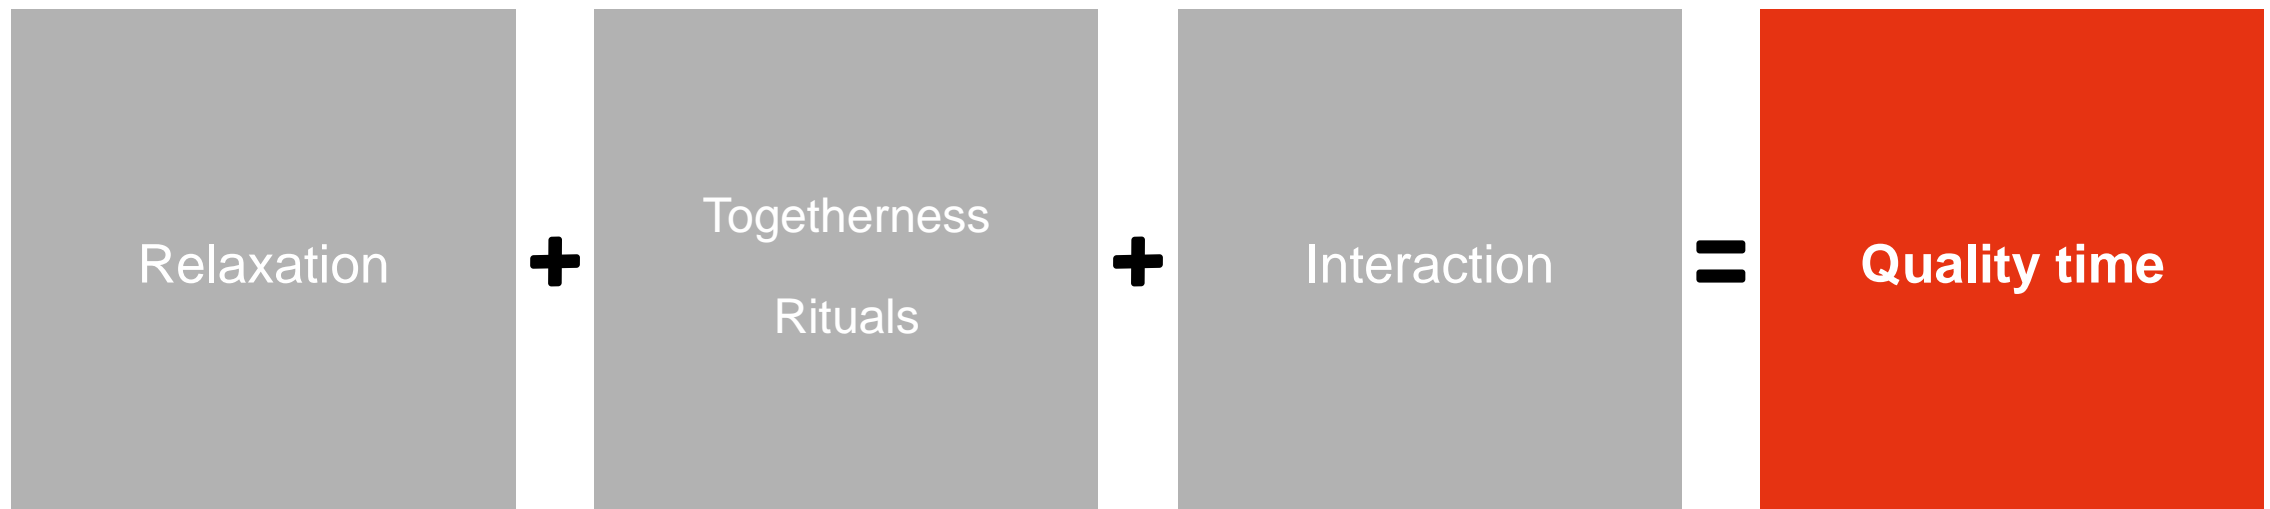 Relaxation
+
Togetherness
Rituals
+
Interaction
=
Quality time